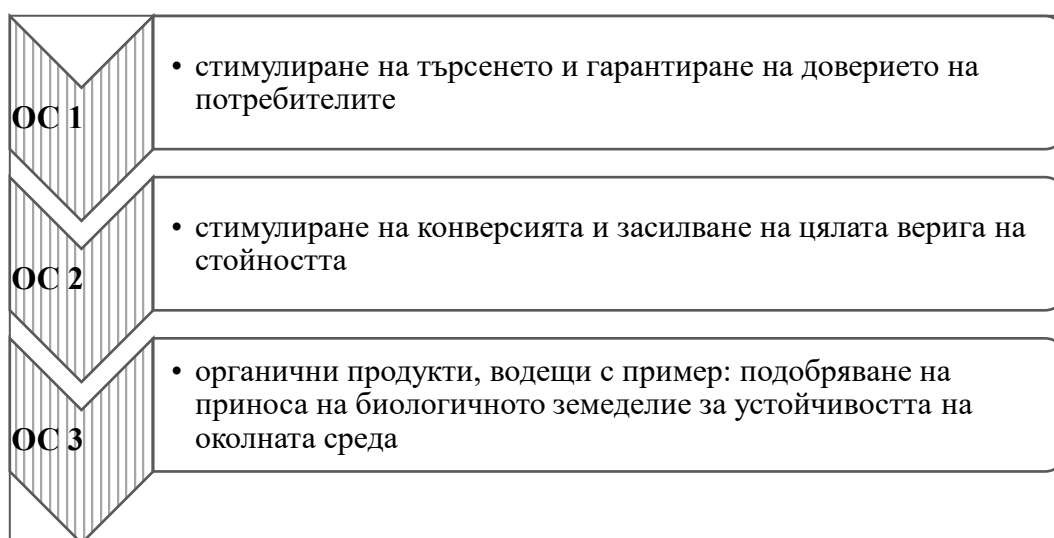 ОС 1
• стимулиране на търсенето и гарантиране на доверието на
потребителите
ОС 2
• стимулиране на конверсията и засилване на цялата верига на
стойността
ОС 3
• органични продукти, водещи с пример: подобряване на
приноса на биологичното земеделие за устойчивостта на
околната среда